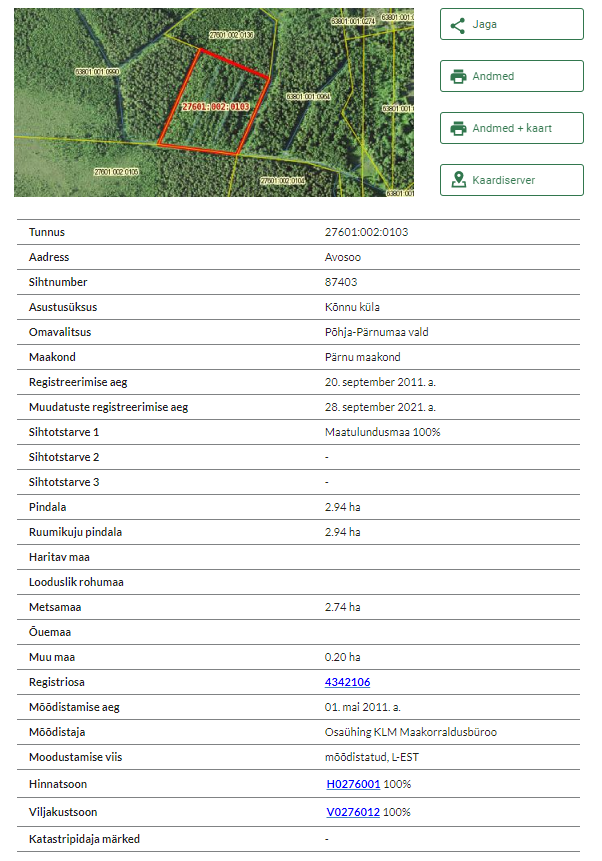 63801:001:0274
27601:002:0136
63801:001:0990
63801:001:0964
27601:002:0103
27601:002:0105
27601:002:0104
Jaga
Andmed
Andmed + kaart
Kaardiserver
Tunnus 27601:002:0103
Aadress Avosoo
Sihtnumber 87403
Asustusüksus Kõnnu küla
Omavalitsus Põhja-Pärnumaa vald
Maakond Pärnu maakond
Registreerimise aeg 20. september 2011. a.
Muudatuste registreerimise aeg 28. september 2021. a.
Sihtotstarve 1 Maatulundusmaa 100%
Sihtotstarve 2 -
Sihtotstarve 3 -
Pindala 2.94 ha
Ruumikuju pindala 2.94 ha
Haritav maa
Looduslik rohumaa
Metsamaa 2.74 ha
Õuemaa
Muu maa 0.20 ha
Registriosa 4342106
Mõõdistamise aeg 01. mai 2011. a.
Mõõdistaja Osaühing KLM Maakorraldusbüroo
Moodustamise viis mõõdistatud, L-EST
Hinnatsoon H0276001 100%
Viljakustsoon V0276012 100%
Katastripidaja märked -